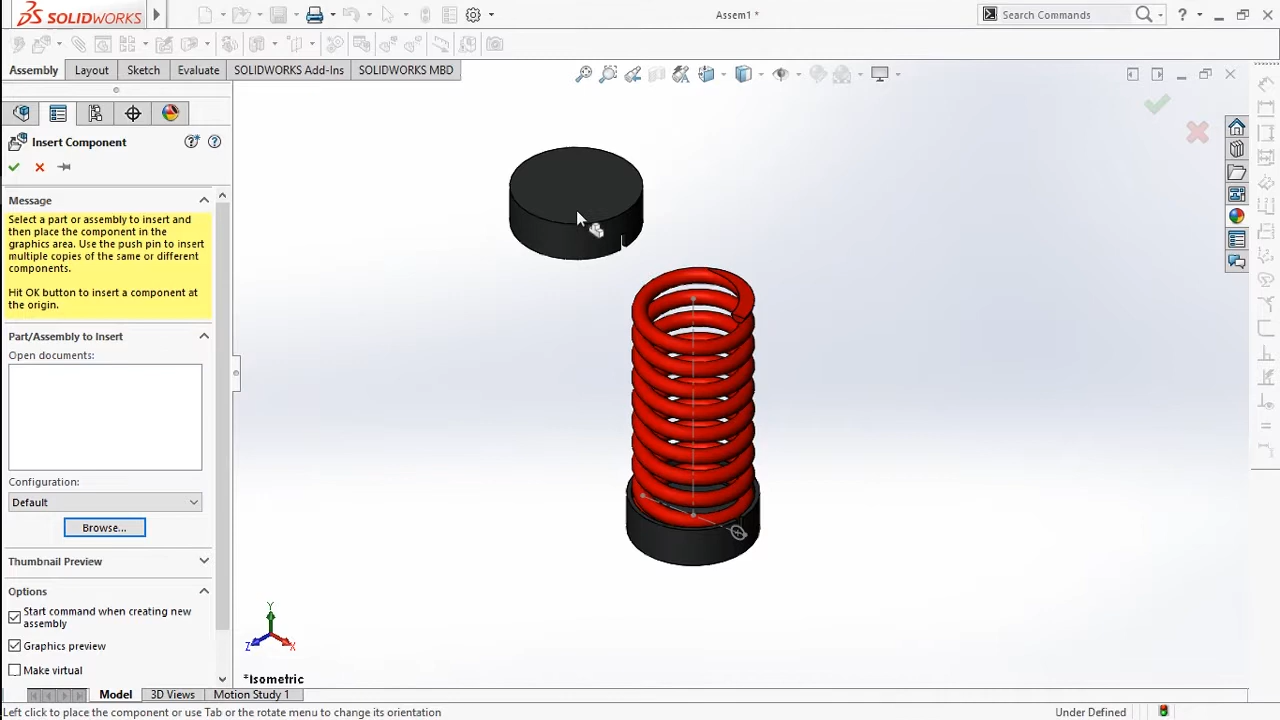 SOLIDWORKS
Assem1 *
Search Commands
?
Assembly
Layout
Sketch
Evaluate
SOLIDWORKS Add-Ins
SOLIDWORKS MBD
Insert Component
Message
Select a part or assembly to insert and
then place the component in the
graphics area. Use the push pin to insert
multiple copies of the same or different
components.
Hit OK button to insert a component at
the origin.
Part/Assembly to Insert
Open documents:
Configuration:
Default
Browse...
Thumbnail Preview
Options
Start command when creating new
assembly
Graphics preview
Make virtual
Y
Z
X
*Isometric
Model
3D Views
Motion Study 1
Left click to place the component or use Tab or the rotate menu to change its orientation
Under Defined